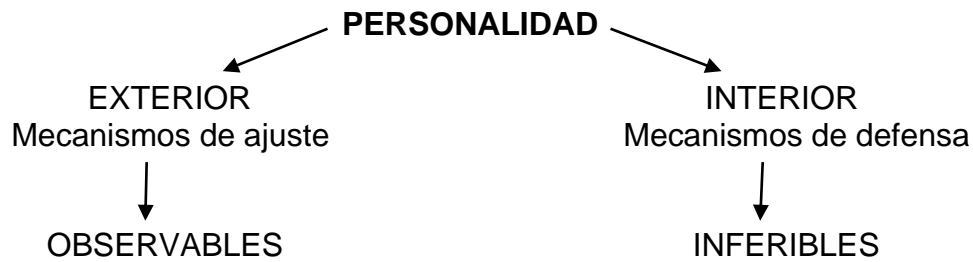 PERSONALIDAD
EXTERIOR
Mecanismos de ajuste
OBSERVABLES
INTERIOR
Mecanismos de defensa
INFERIBLES